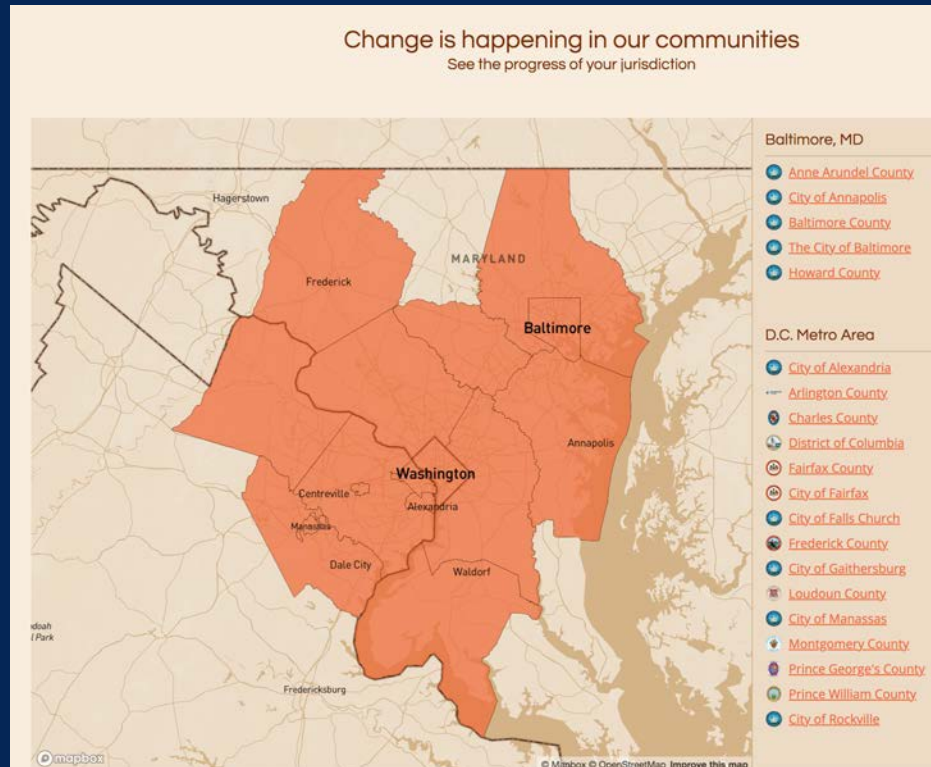 Change is happening in our communities
See the progress of your jurisdiction
Hagerstown
MARYLAND
Frederick
Baltimore
Annapolis
Washington
Centreville
Alexandria
Manassas
Dale City
Waldorf
doah
l Park
Fredericksburg
mapbox
© Mapbox © OpenStreetMap Improve this map
Baltimore, MD
Anne Arundel County
City of Annapolis
Baltimore County
The City of Baltimore
Howard County
D.C. Metro Area
City of Alexandria
Arlington County
Charles County
District of Columbia
Fairfax County
City of Fairfax
City of Falls Church
Frederick County
City of Gaithersburg
Loudoun County
City of Manassas
Montgomery County
Prince George's County
Prince William County
City of Rockville